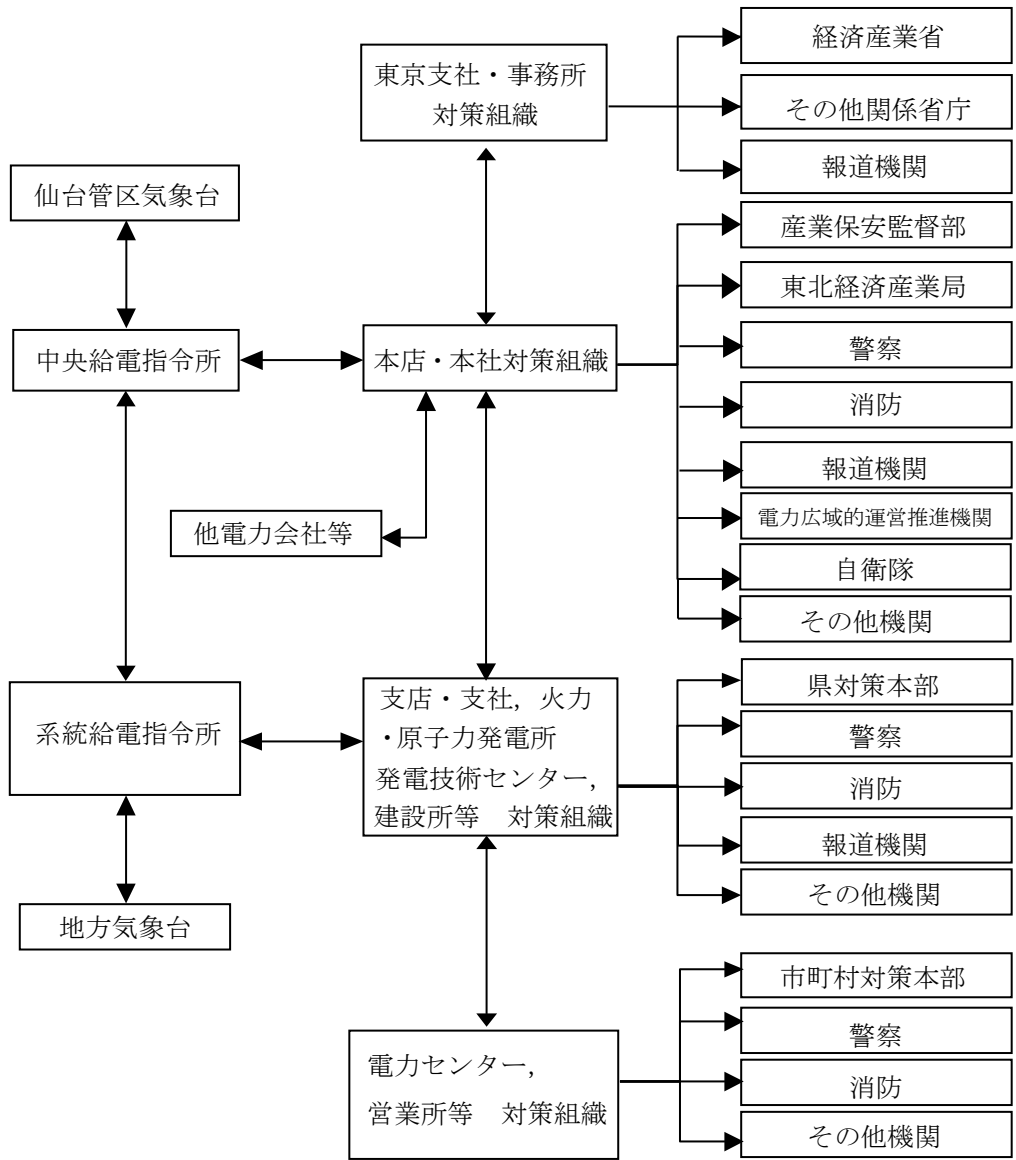 経済産業省
東京支社・事務所
対策組織
その他関係省庁
報道機関
仙台管区気象台
産業保安監督部
東北経済産業局
中央給電指令所
本店・本社対策組織
警察
消防
報道機関
他電力会社等
電力広域的運営推進機関
自衛隊
その他機関
系統給電指令所
支店・支社，火力
・原子力発電所
発電技術センター，
建設所等　対策組織
県対策本部
警察
消防
報道機関
その他機関
地方気象台
市町村対策本部
電力センター，
営業所等　対策組織
警察
消防
その他機関